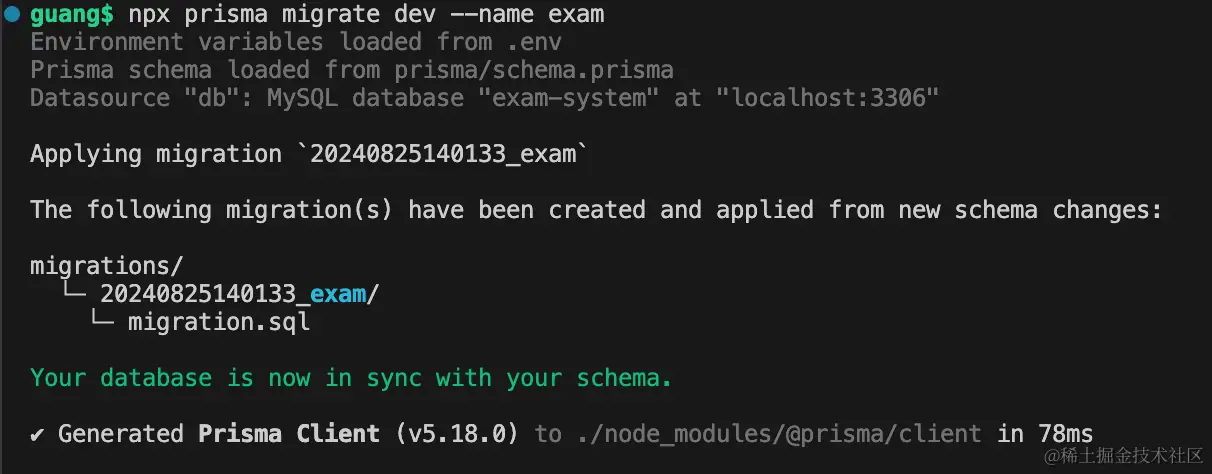 guang$ npx prisma migrate dev --name exam
Environment variables loaded from .env
Prisma schema loaded from prisma/schema.prisma
Datasource "db": MySQL database "exam-system" at "localhost:3306"
Applying migration `20240825140133_exam`
The following migration(s) have been created and applied from new schema changes:
migrations/
└─ 20240825140133_exam/
└─ migration.sql
Your database is now in sync with your schema.
✔ Generated Prisma Client (v5.18.0) to ./node_modules/@prisma/client in 78ms
@稀土掘金技术社区